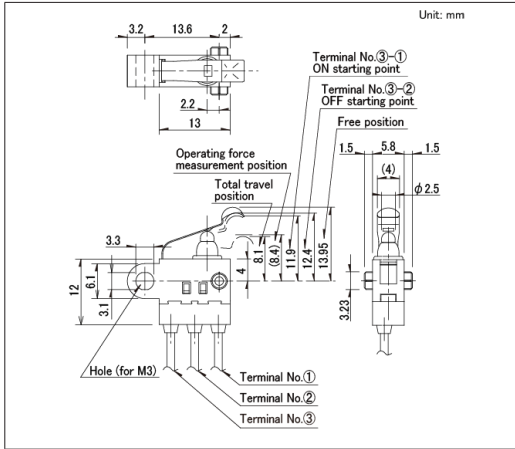 Unit: mm
3.2
13.6
2
2.2
13
Terminal No.③-①
ON starting point
Terminal No.③-②
OFF starting point
Free position
Operating force
measurement position
Total travel
position
1.5
5.8
1.5
(4)
φ2.5
3.3
12
6.1
3.1
4
8.1
(8.4)
11.9
12.4
13.95
3.23
Hole (for M3)
Terminal No.①
Terminal No.②
Terminal No.③